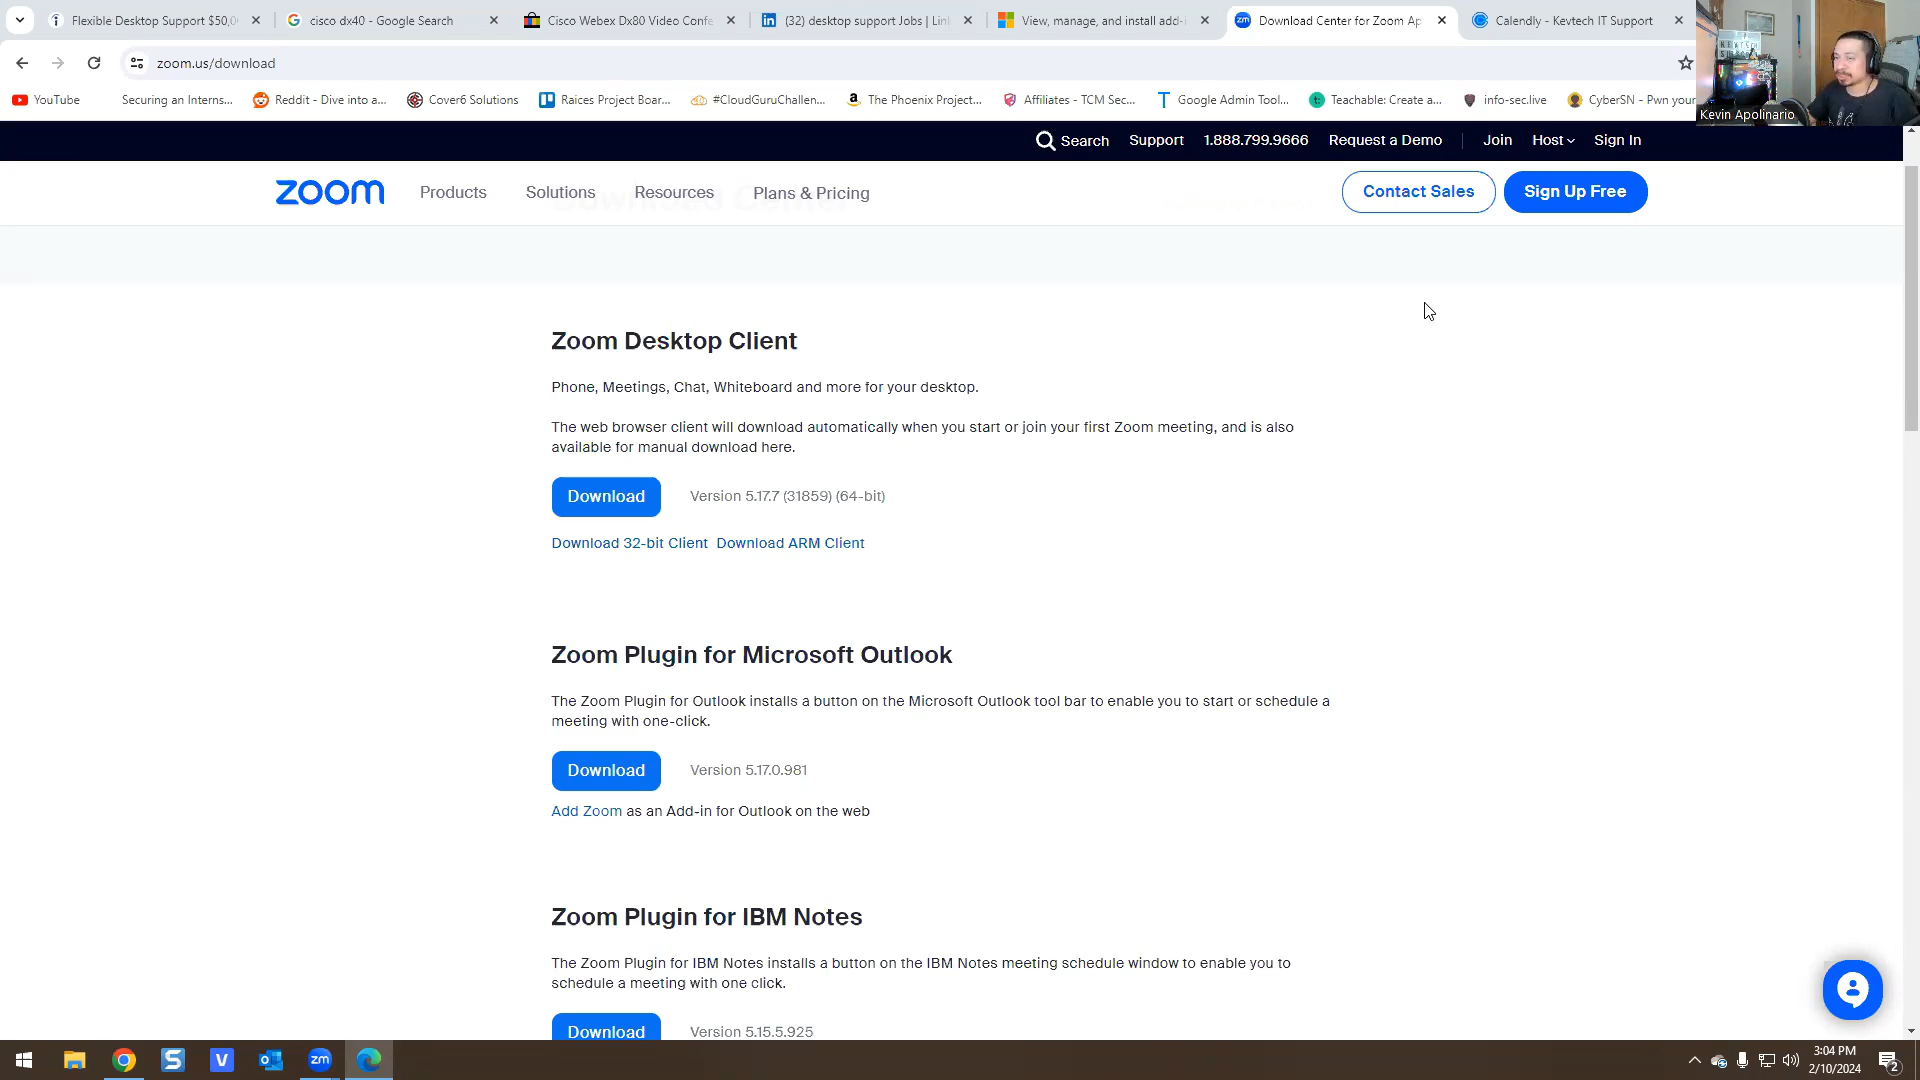 Flexible Desktop Support $50,0
cisco dx40 - Google Search
Cisco Webex Dx80 Video Confe
(32) desktop support Jobs | Lin
View, manage, and install add-i
Download Center for Zoom Ap
Calendly - Kevtech IT Support
zoom.us/download
YouTube
Securing an Interns...
Reddit - Dive into a...
Cover6 Solutions
Raices Project Boar...
#CloudGuruChallen...
The Phoenix Project...
Affiliates - TCM Sec...
Google Admin Tool...
Teachable: Create a...
info-sec.live
CyberSN - Pwn your
Kevin Apolinario
Search
Support
1.888.799.9666
Request a Demo
Join
Host
Sign In
zoom
Products
Solutions
Resources
Plans & Pricing
Contact Sales
Sign Up Free
Zoom Desktop Client
Phone, Meetings, Chat, Whiteboard and more for your desktop.
The web browser client will download automatically when you start or join your first Zoom meeting, and is also
available for manual download here.
Download
Version 5.17.7 (31859) (64-bit)
Download 32-bit Client Download ARM Client
Zoom Plugin for Microsoft Outlook
The Zoom Plugin for Outlook installs a button on the Microsoft Outlook tool bar to enable you to start or schedule a
meeting with one-click.
Download
Version 5.17.0.981
Add Zoom as an Add-in for Outlook on the web
Zoom Plugin for IBM Notes
The Zoom Plugin for IBM Notes installs a button on the IBM Notes meeting schedule window to enable you to
schedule a meeting with one click.
Download
Version 5.15.5.925
3:04 PM
2/10/2024
2